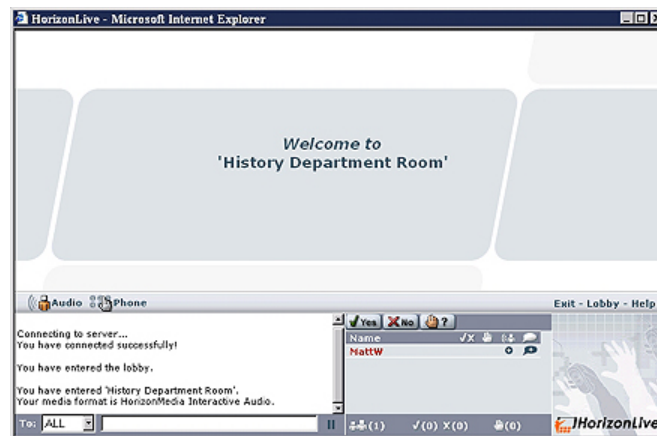 HorizonLive - Microsoft Internet Explorer
Welcome to
'History Department Room'
Audio Phone
Exit - Lobby - Help
Connecting to server...
You have connected successfully!
You have entered the lobby.
You have entered 'History Department Room'.
Your media format is HorizonMedia Interactive Audio.
Yes No ?
Name √X
MattW
To: ALL
(1) √(0) X(0) (0)
HorizonLive